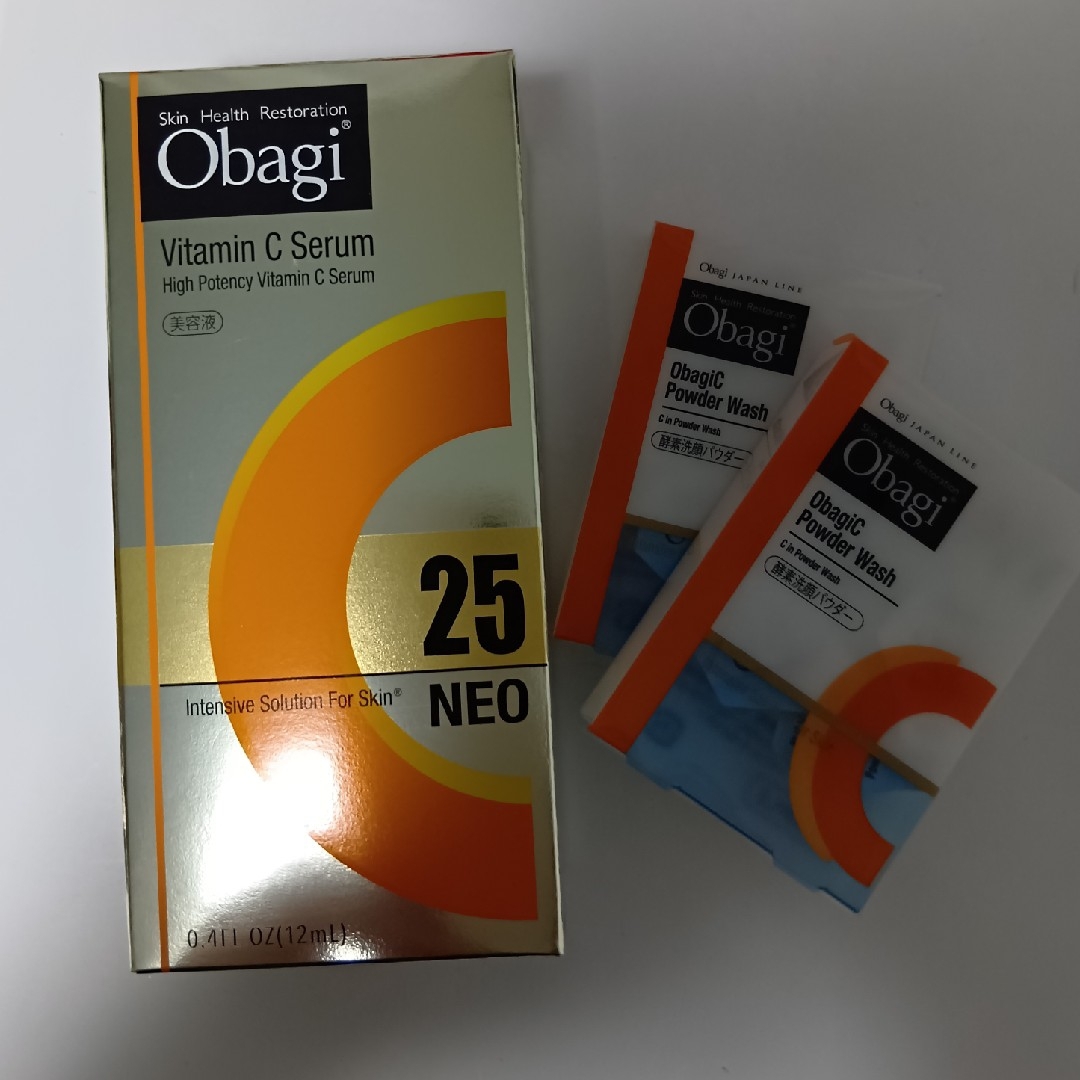 Skin Health Restoration
Obagi®
Vitamin C Serum
High Potency Vitamin C Serum
美容液
25
Intensive Solution For Skin®
NEO
0.4Fl OZ(12mL)
Obagi JAPAN LINE
Skin Health Restoration
Obagi®
ObagiC
Powder Wash
C in Powder Wash
酵素洗顔パウダー
Obagi JAPAN LINE
Skin Health Restoration
Obagi®
ObagiC
Powder Wash
C in Powder Wash
酵素洗顔パウダー